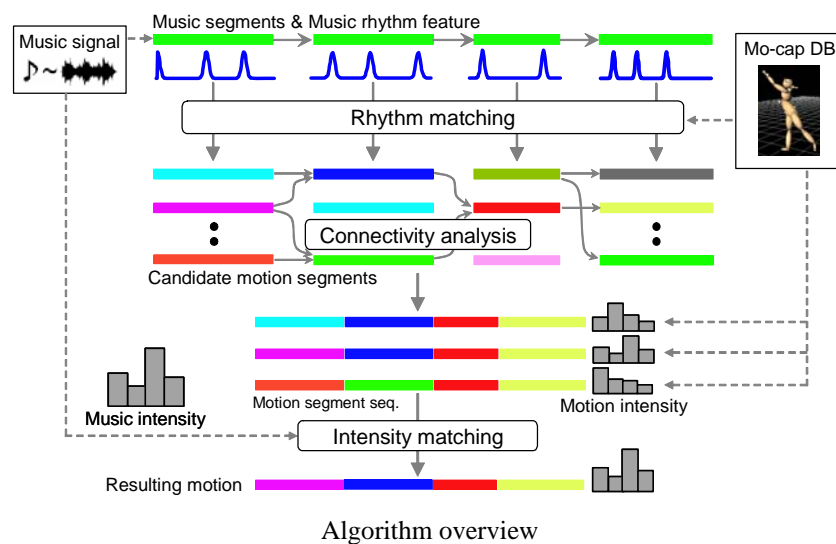 Music segments & Music rhythm feature
Music signal
Mo-cap DB
Rhythm matching
Connectivity analysis
Candidate motion segments
Music intensity
Motion segment seq.
Motion intensity
Intensity matching
Resulting motion
Algorithm overview